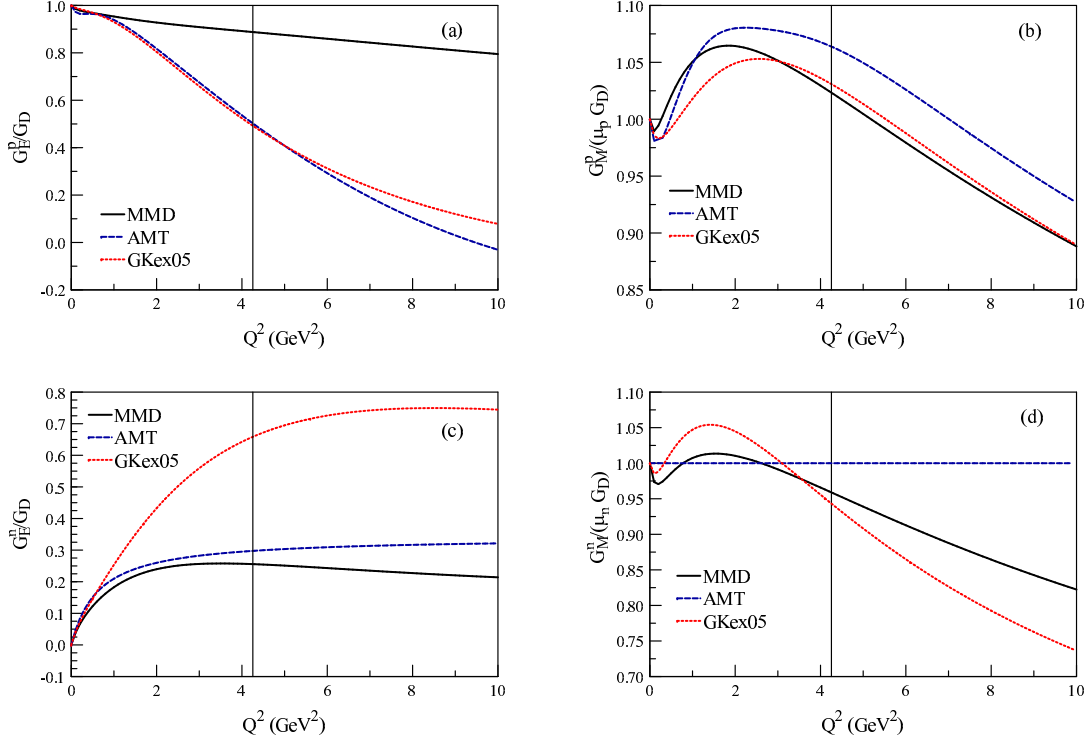 (a)
G_E^p/G_D
1.0
0.8
0.6
0.4
0.2
0.0
-0.2
MMD
AMT
GKex05
0 2 4 6 8 10
Q^2 (GeV^2)
(b)
G_M^p/(μ_p G_D)
1.10
1.05
1.00
0.95
0.90
0.85
MMD
AMT
GKex05
0 2 4 6 8 10
Q^2 (GeV^2)
(c)
G_E^n/G_D
0.8
0.7
0.6
0.5
0.4
0.3
0.2
0.1
0.0
-0.1
MMD
AMT
GKex05
0 2 4 6 8 10
Q^2 (GeV^2)
(d)
G_M^n/(μ_n G_D)
1.10
1.05
1.00
0.95
0.90
0.85
0.80
0.75
0.70
MMD
AMT
GKex05
0 2 4 6 8 10
Q^2 (GeV^2)